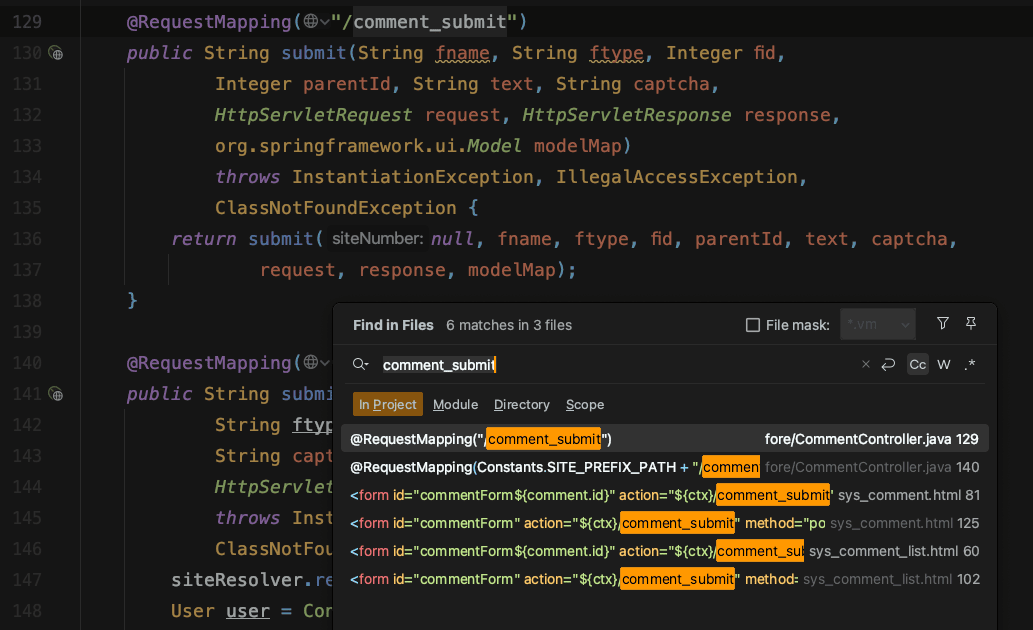 129 @RequestMapping("/comment_submit")
130 public String submit(String fname, String ftype, Integer fid,
131 Integer parentId, String text, String captcha,
132 HttpServletRequest request, HttpServletResponse response,
133 org.springframework.ui.Model modelMap)
134 throws InstantiationException, IllegalAccessException,
135 ClassNotFoundException {
136 return submit( siteNumber: null, fname, ftype, fid, parentId, text, captcha,
137 request, response, modelMap);
138 }
139
140 @RequestMapping(
141 public String submi
142 String ftyp
143 String capt
144 HttpServlet
145 throws Inst
146 ClassNotFou
147 siteResolver.re
148 User user = Con
Find in Files 6 matches in 3 files File mask: *.vm
comment_submit × Cc W .*
In Project Module Directory Scope
@RequestMapping("/comment_submit") fore/CommentController.java 129
@RequestMapping(Constants.SITE_PREFIX_PATH + "/commen fore/CommentController.java 140
<form id="commentForm${comment.id}" action="${ctx}/comment_submit" sys_comment.html 81
<form id="commentForm" action="${ctx}/comment_submit" method="po sys_comment.html 125
<form id="commentForm${comment.id}" action="${ctx}/comment_sub sys_comment_list.html 60
<form id="commentForm" action="${ctx}/comment_submit" method= sys_comment_list.html 102